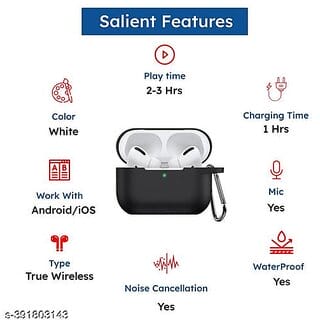 Salient Features
Play time
2-3 Hrs
Color
White
Charging Time
1 Hrs
A B
Work With
Android/iOS
Mic
Yes
Type
True Wireless
Noise Cancellation
Yes
WaterProof
Yes
s-391803143